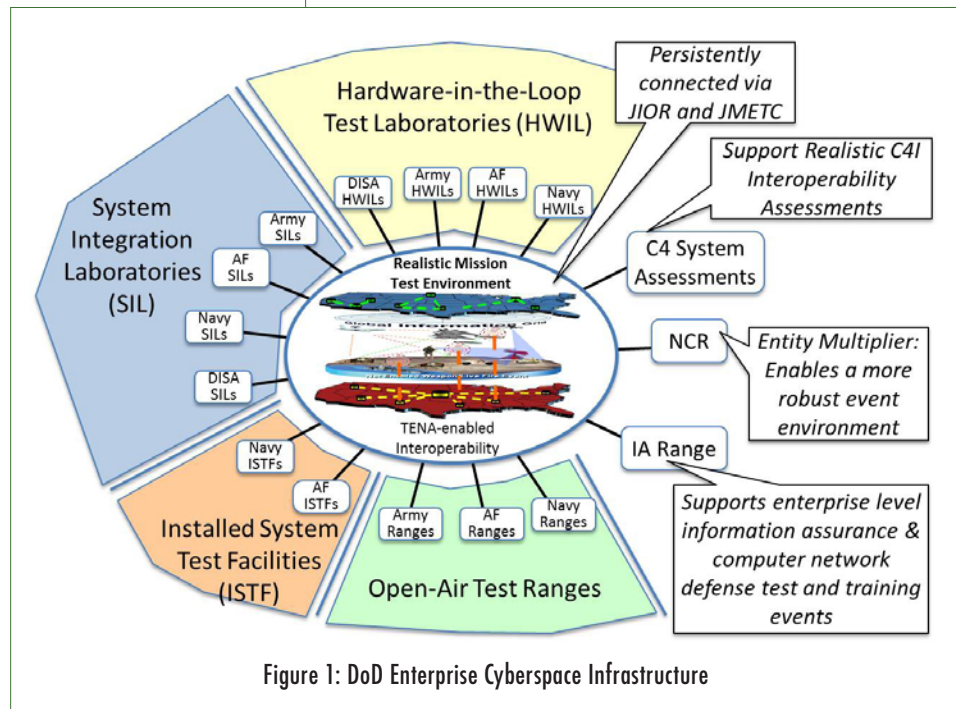 Hardware-in-the-Loop
Test Laboratories (HWIL)
Persistently
connected via
JIOR and JMETC
Support Realistic C4I
Interoperability
Assessments
DISA
HWILs
Army
HWILs
AF
HWILs
Navy
HWILs
System
Integration
Laboratories
(SIL)
Army
SILs
AF
SILs
Navy
SILs
DISA
SILs
Realistic Mission
Test Environment
Global Information Grid
TENA-enabled
Interoperability
C4 System
Assessments
NCR
Entity Multiplier:
Enables a more
robust event
environment
IA Range
Supports enterprise level
information assurance &
computer network
defense test and training
events
Navy
ISTFs
AF
ISTFs
Installed System
Test Facilities
(ISTF)
Army
Ranges
AF
Ranges
Navy
Ranges
Open-Air Test Ranges
Figure 1: DoD Enterprise Cyberspace Infrastructure